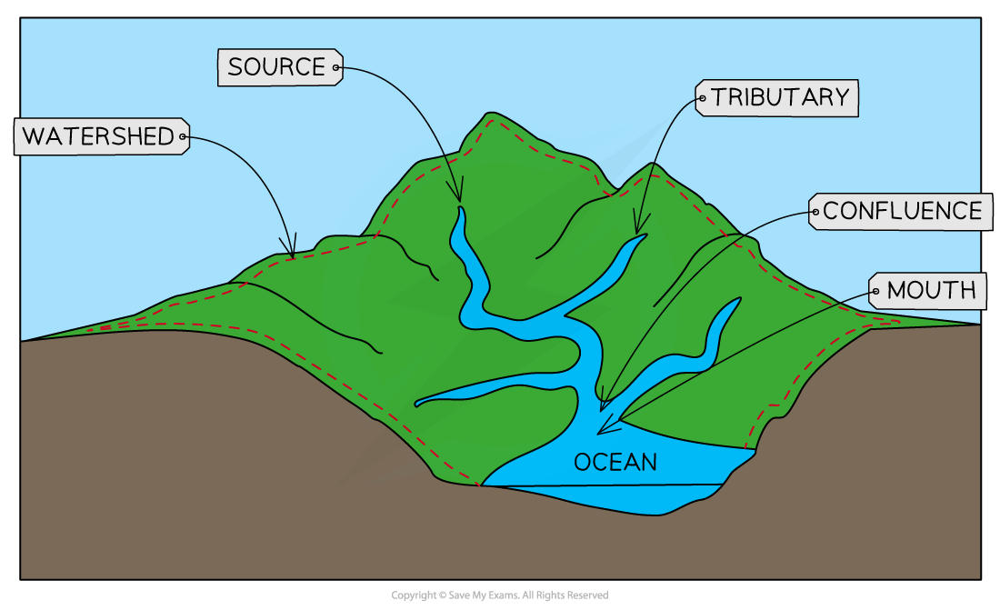 SOURCE
TRIBUTARY
WATERSHED
CONFLUENCE
MOUTH
OCEAN
Copyright © Save My Exams. All Rights Reserved